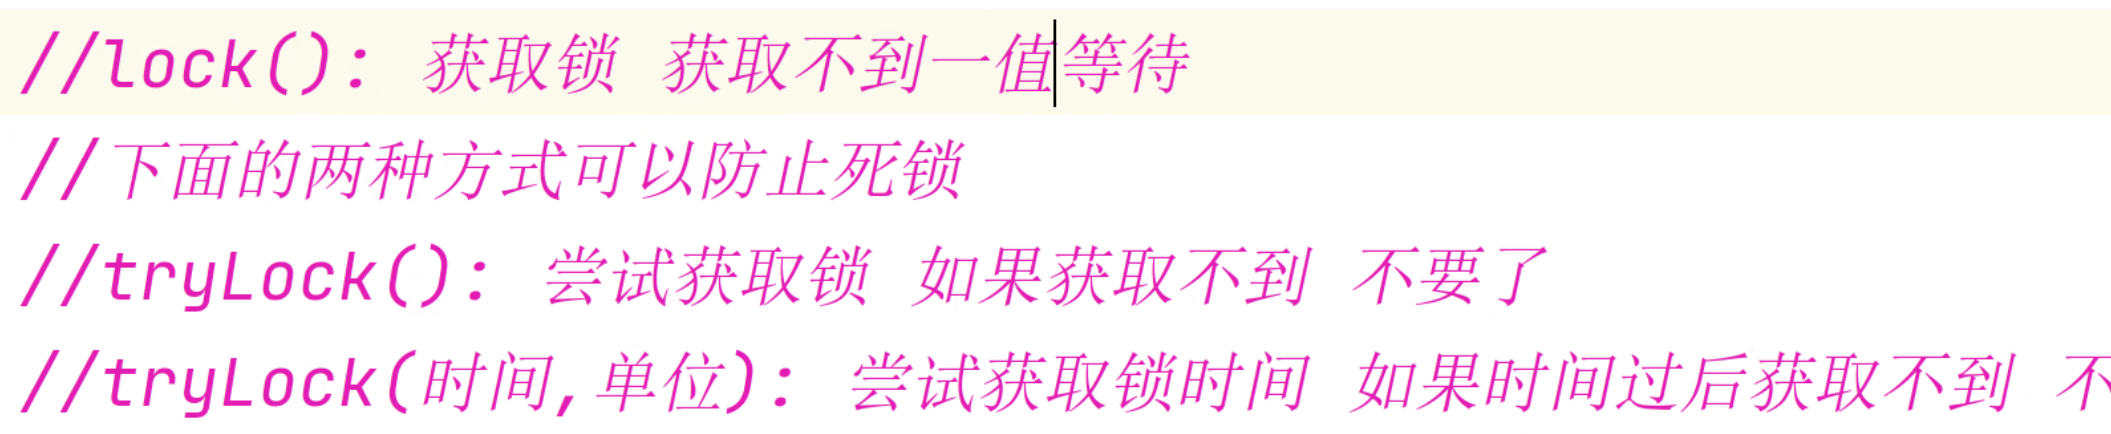 //lock(): 获取锁 获取不到一值等待
//下面的两种方式可以防止死锁
//tryLock(): 尝试获取锁 如果获取不到 不要了
//tryLock(时间,单位): 尝试获取锁时间 如果时间过后获取不到 不